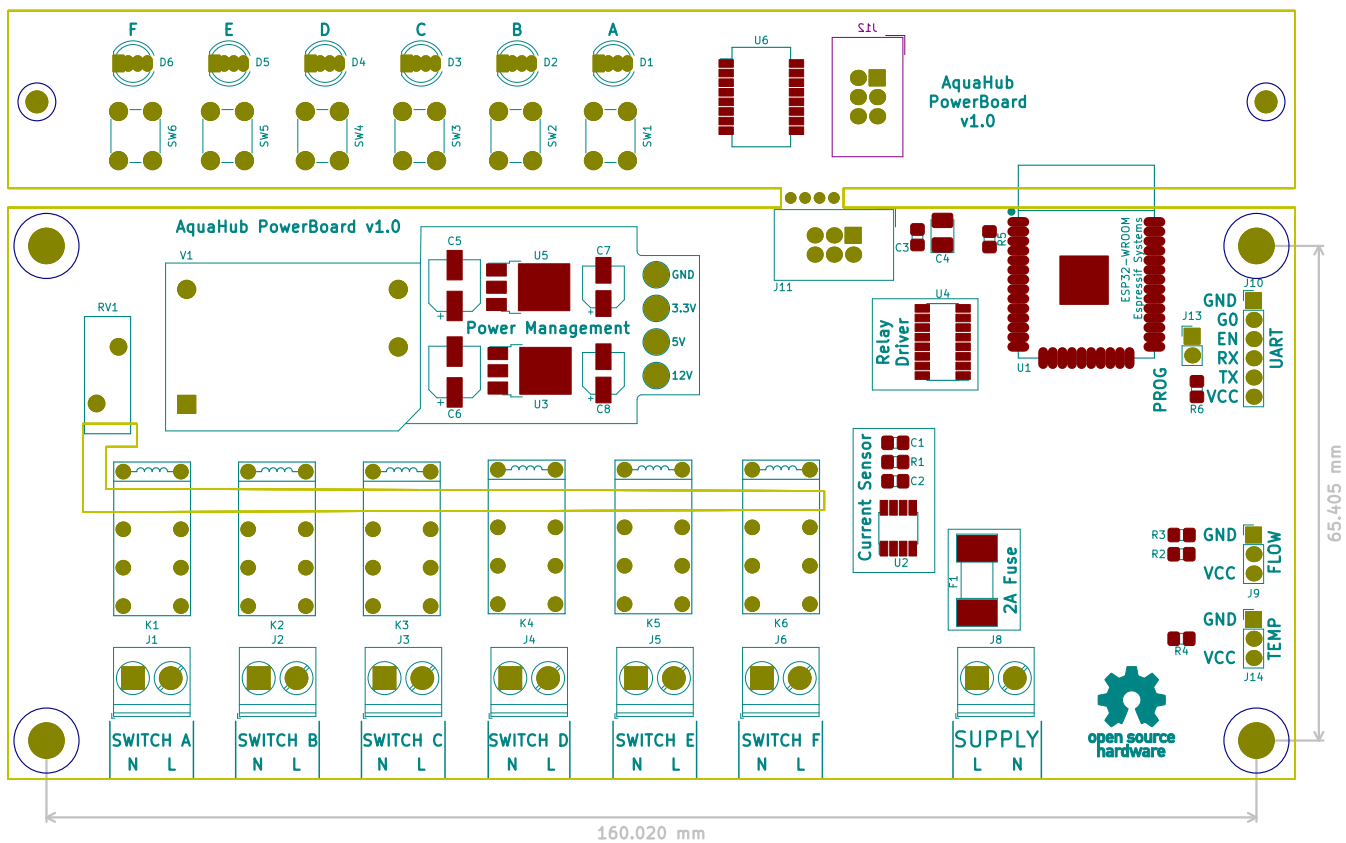 F E D C B A
D6 D5 D4 D3 D2 D1
U6
J12
AquaHub
PowerBoard
v1.0
SW6 SW5 SW4 SW3 SW2 SW1
AquaHub PowerBoard v1.0
V1
C5
U5
C7
+
+
GND
3.3V
5V
12V
Power Management
C6
U3
C8
+
+
RV1
J11
C3
C4
R5
U4
Relay
Driver
ESP32-WROOM
Espressif Systems
U1
PROG
J10
J13
R6
GND
GO
EN
RX
TX
VCC
UART
Current Sensor
C1
R1
C2
U2
F1
2A Fuse
R3
R2
GND
VCC
FLOW
J9
R4
GND
VCC
TEMP
J14
K1 K2 K3 K4 K5 K6
J1 J2 J3 J4 J5 J6 J8
SWITCH A SWITCH B SWITCH C SWITCH D SWITCH E SWITCH F SUPPLY
N L N L N L N L N L N L L N
open source
hardware
65.405 mm
160.020 mm